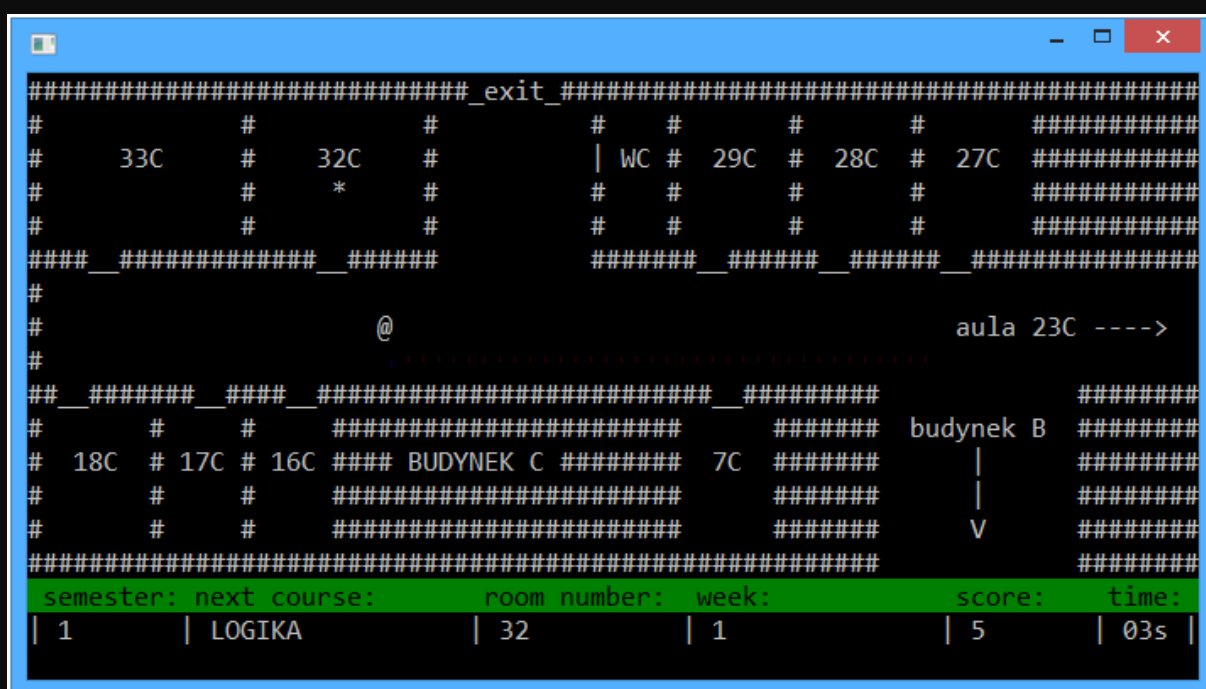 #############################_exit_##########################################
#             #           #          #    #       #       #       ###########
#     33C     #    32C    #          | WC #  29C  #  28C  #  27C  ###########
#             #     *     #          #    #       #       #       ###########
#             #           #          #    #       #       #       ###########
####__#############__######          #######__######__######__###############
#
#                      @                                     aula 23C ---->
#
##__#######__####__##########################__#########             ########
#       #     #     #######################      #######  budynek B  ########
#  18C  # 17C # 16C #### BUDYNEK C ########  7C  #######      |      ########
#       #     #     #######################      #######      |      ########
#       #     #     #######################      #######      V      ########
########################################################             ########
semester: next course:       room number:  week:            score:    time:
| 1       | LOGIKA           | 32          | 1              | 5       | 03s |